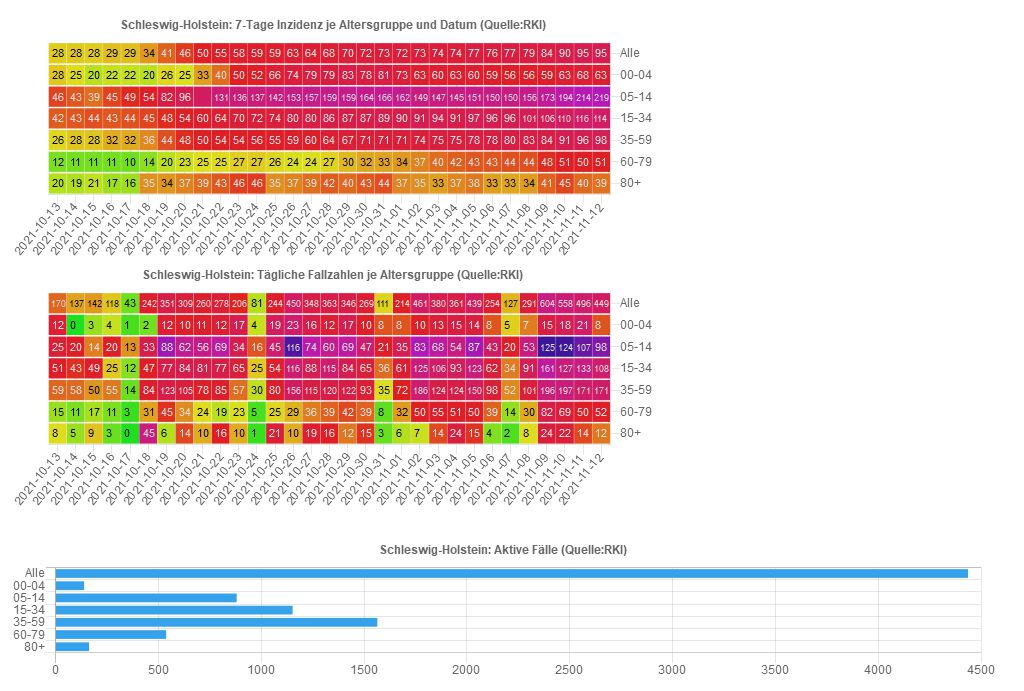 Schleswig-Holstein: 7-Tage Inzidenz je Altersgruppe und Datum (Quelle:RKI)
28 28 28 29 29 34 41 46 50 55 58 59 59 63 64 68 70 72 73 72 73 74 74 76 77 77 79 84 90 95 95 Alle
28 25 20 22 22 20 26 25 33 40 50 52 66 74 79 79 83 78 81 73 63 60 63 60 59 56 56 59 63 68 63 00-04
46 43 39 45 49 54 82 96 131 136 137 142 153 157 159 159 164 166 162 149 147 145 151 150 150 156 173 194 214 219 05-14
42 43 44 43 44 45 48 54 60 64 70 72 74 80 80 86 87 87 89 90 91 94 91 97 96 96 101 106 110 116 114 15-34
26 28 28 32 32 36 44 48 50 54 54 56 55 59 60 64 67 71 71 71 74 75 75 78 78 80 83 84 91 96 98 35-59
12 11 11 11 10 14 20 23 25 25 27 27 26 24 24 27 30 32 33 34 37 40 42 43 43 44 44 48 51 50 51 60-79
20 19 21 17 16 35 34 37 39 43 46 46 35 37 39 42 40 43 44 37 35 33 37 38 33 33 34 41 45 40 39 80+
2021-10-13 2021-10-14 2021-10-15 2021-10-16 2021-10-17 2021-10-18 2021-10-19 2021-10-20 2021-10-21 2021-10-22 2021-10-23 2021-10-24 2021-10-25 2021-10-26 2021-10-27 2021-10-28 2021-10-29 2021-10-30 2021-10-31 2021-11-01 2021-11-02 2021-11-03 2021-11-04 2021-11-05 2021-11-06 2021-11-07 2021-11-08 2021-11-09 2021-11-10 2021-11-11 2021-11-12
Schleswig-Holstein: Tägliche Fallzahlen je Altersgruppe (Quelle:RKI)
170 137 142 118 43 242 351 309 260 278 206 81 244 450 348 363 346 269 111 214 461 380 361 439 254 127 291 604 558 496 449 Alle
12 0 3 4 1 2 12 10 11 12 17 4 19 23 16 12 17 10 8 8 10 13 15 14 8 5 7 15 18 21 8 00-04
25 20 14 20 13 33 88 62 56 69 34 16 45 116 74 60 69 47 21 35 83 68 54 87 43 20 53 125 124 107 98 05-14
51 43 49 25 12 47 77 84 81 77 65 25 54 116 88 115 84 65 36 61 125 106 93 123 62 34 91 161 127 133 108 15-34
59 58 50 55 14 84 123 105 78 85 57 30 80 156 115 120 122 93 35 72 186 124 124 150 98 52 101 196 197 171 171 35-59
15 11 17 11 3 31 45 34 24 19 23 5 25 29 36 39 42 39 8 32 50 55 51 50 39 14 30 82 69 50 52 60-79
8 5 9 3 0 45 6 14 10 16 10 1 21 10 19 16 12 15 3 6 7 14 24 15 4 2 8 24 22 14 12 80+
2021-10-13 2021-10-14 2021-10-15 2021-10-16 2021-10-17 2021-10-18 2021-10-19 2021-10-20 2021-10-21 2021-10-22 2021-10-23 2021-10-24 2021-10-25 2021-10-26 2021-10-27 2021-10-28 2021-10-29 2021-10-30 2021-10-31 2021-11-01 2021-11-02 2021-11-03 2021-11-04 2021-11-05 2021-11-06 2021-11-07 2021-11-08 2021-11-09 2021-11-10 2021-11-11 2021-11-12
Schleswig-Holstein: Aktive Fälle (Quelle:RKI)
Alle
00-04
05-14
15-34
35-59
60-79
80+
0 500 1000 1500 2000 2500 3000 3500 4000 4500